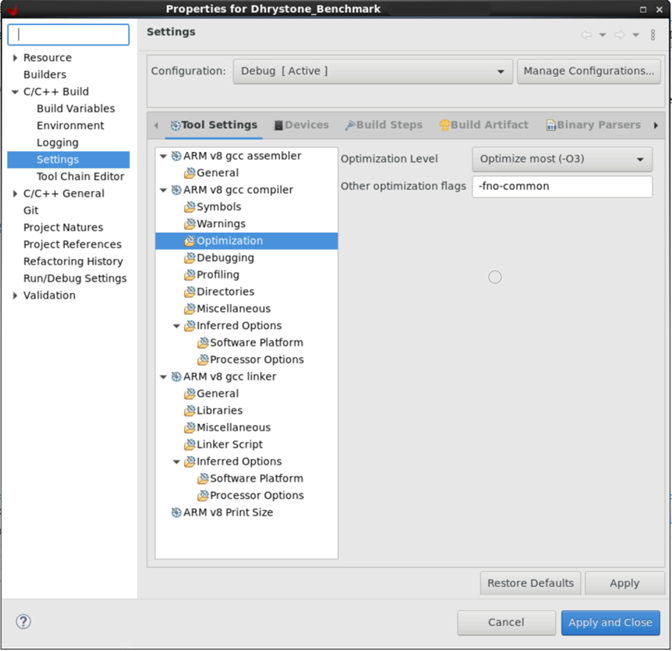 Properties for Dhrystone_Benchmark
Settings
Resource
Builders
C/C++ Build
Build Variables
Environment
Logging
Settings
Tool Chain Editor
C/C++ General
Git
Project Natures
Project References
Refactoring History
Run/Debug Settings
Validation
Configuration:
Debug [ Active ]
Manage Configurations...
Tool Settings
Devices
Build Steps
Build Artifact
Binary Parsers
ARM v8 gcc assembler
General
ARM v8 gcc compiler
Symbols
Warnings
Optimization
Debugging
Profiling
Directories
Miscellaneous
Inferred Options
Software Platform
Processor Options
ARM v8 gcc linker
General
Libraries
Miscellaneous
Linker Script
Inferred Options
Software Platform
Processor Options
ARM v8 Print Size
Optimization Level
Optimize most (-O3)
Other optimization flags
-fno-common
Restore Defaults
Apply
?
Cancel
Apply and Close